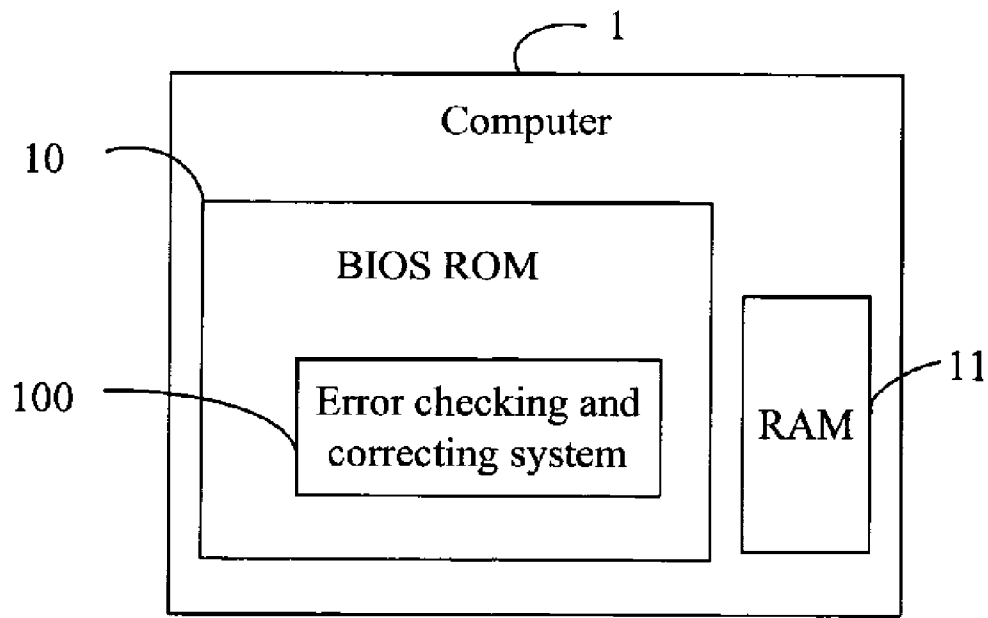 1
Computer
10
BIOS ROM
100
Error checking and
correcting system
RAM
11